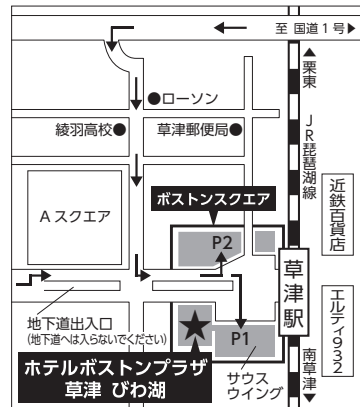 至 国道1号▶
▲栗東
●ローソン
綾羽高校●
草津郵便局●
JR琵琶湖線
近鉄百貨店
ボストンスクエア
Aスクエア
P2
草津駅
エルティ932
地下道出入口
(地下道へは入らないでください)
★
P1
ホテルボストンプラザ
草津 びわ湖
サウス
ウイング
南草津▼